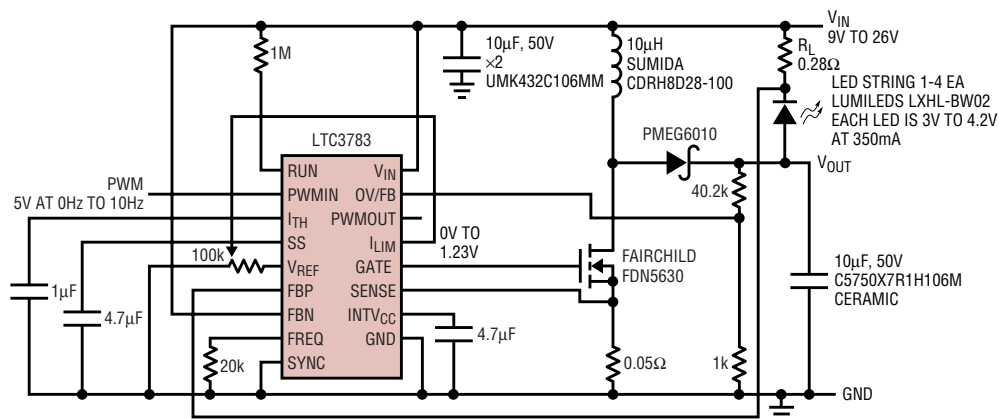 VIN
9V TO 26V
1M
10µF, 50V
×2
UMK432C106MM
10µH
SUMIDA
CDRH8D28-100
RL
0.28Ω
LED STRING 1-4 EA
LUMILEDS LXHL-BW02
EACH LED IS 3V TO 4.2V
AT 350mA
LTC3783
PMEG6010
VOUT
RUN
PWMIN
ITH
SS
VREF
FBP
FBN
FREQ
SYNC
VIN
OV/FB
PWMOUT
ILIM
GATE
SENSE
INTVCC
GND
PWM
5V AT 0Hz TO 10Hz
40.2k
0V TO
1.23V
100k
FAIRCHILD
FDN5630
10µF, 50V
C5750X7R1H106M
CERAMIC
1µF
4.7µF
4.7µF
20k
0.05Ω
1k
GND